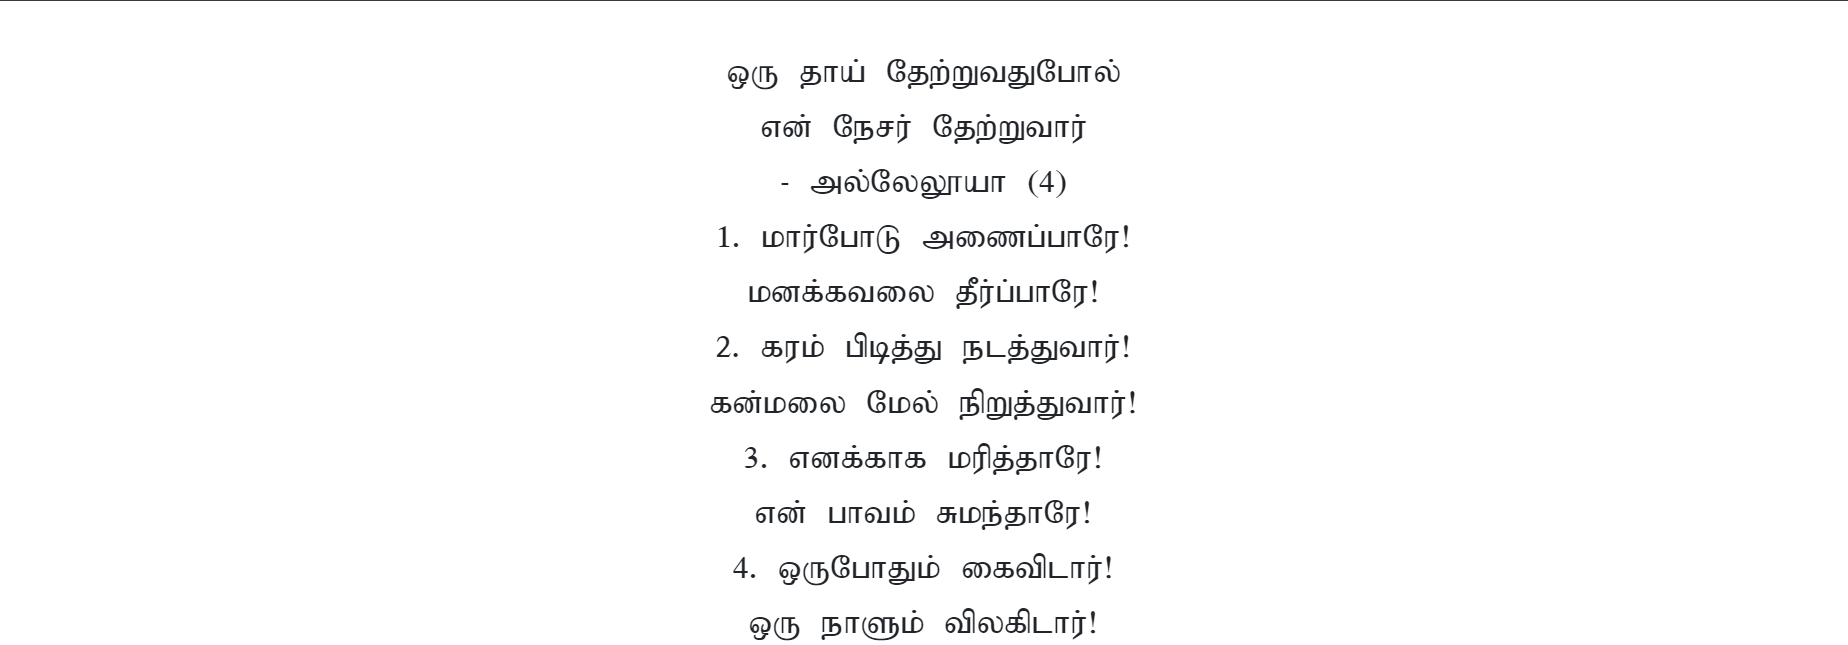 ஒரு தாய் தேற்றுவதுபோல்
என் நேசர் தேற்றுவார்
- அல்லேலூயா (4)
1. மார்போடு அணைப்பாரே!
மனக்கவலை தீர்ப்பாரே!
2. கரம் பிடித்து நடத்துவார்!
கன்மலை மேல் நிறுத்துவார்!
3. எனக்காக மரித்தாரே!
என் பாவம் சுமந்தாரே!
4. ஒருபோதும் கைவிடார்!
ஒரு நாளும் விலகிடார்!